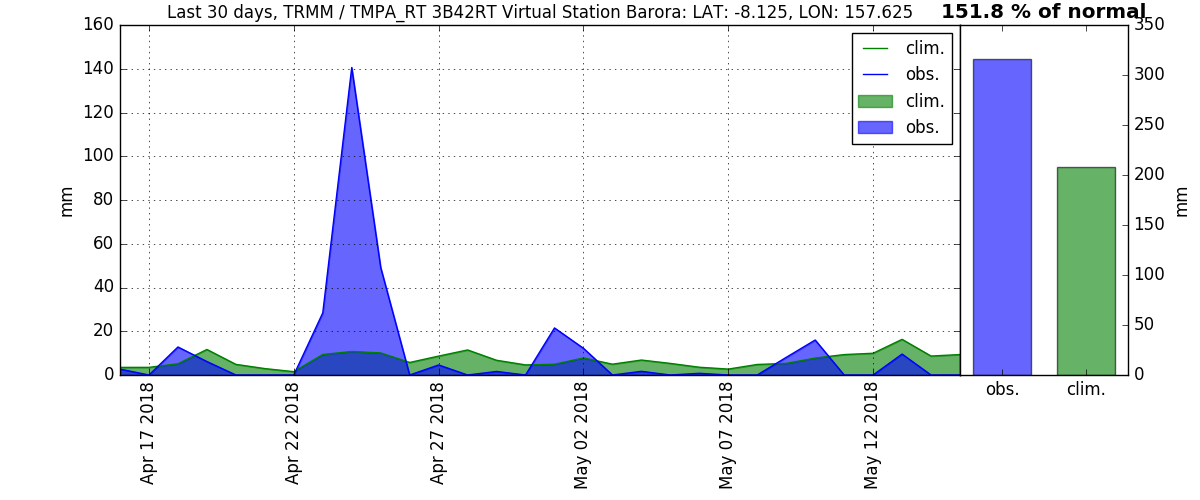 Last 30 days, TRMM / TMPA_RT 3B42RT Virtual Station Barora: LAT: -8.125, LON: 157.625
151.8 % of normal
160
140
120
100
80
60
40
20
0
mm
clim.
obs.
clim.
obs.
350
300
250
200
150
100
50
0
mm
Apr 17 2018
Apr 22 2018
Apr 27 2018
May 02 2018
May 07 2018
May 12 2018
obs.
clim.